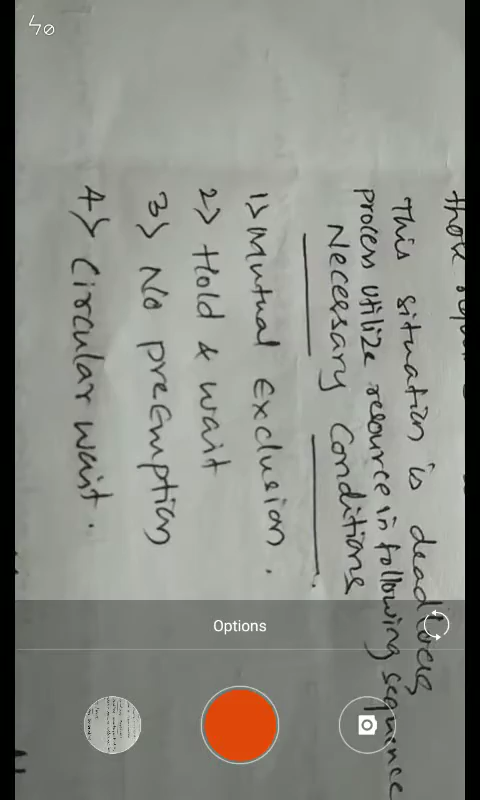 This situation is deadlocks
process utilize resource in following sequence
Necessary Conditions
1> Mutual Exclusion.
2> Hold & wait
3> No preEmption
4> Circular wait.
Options